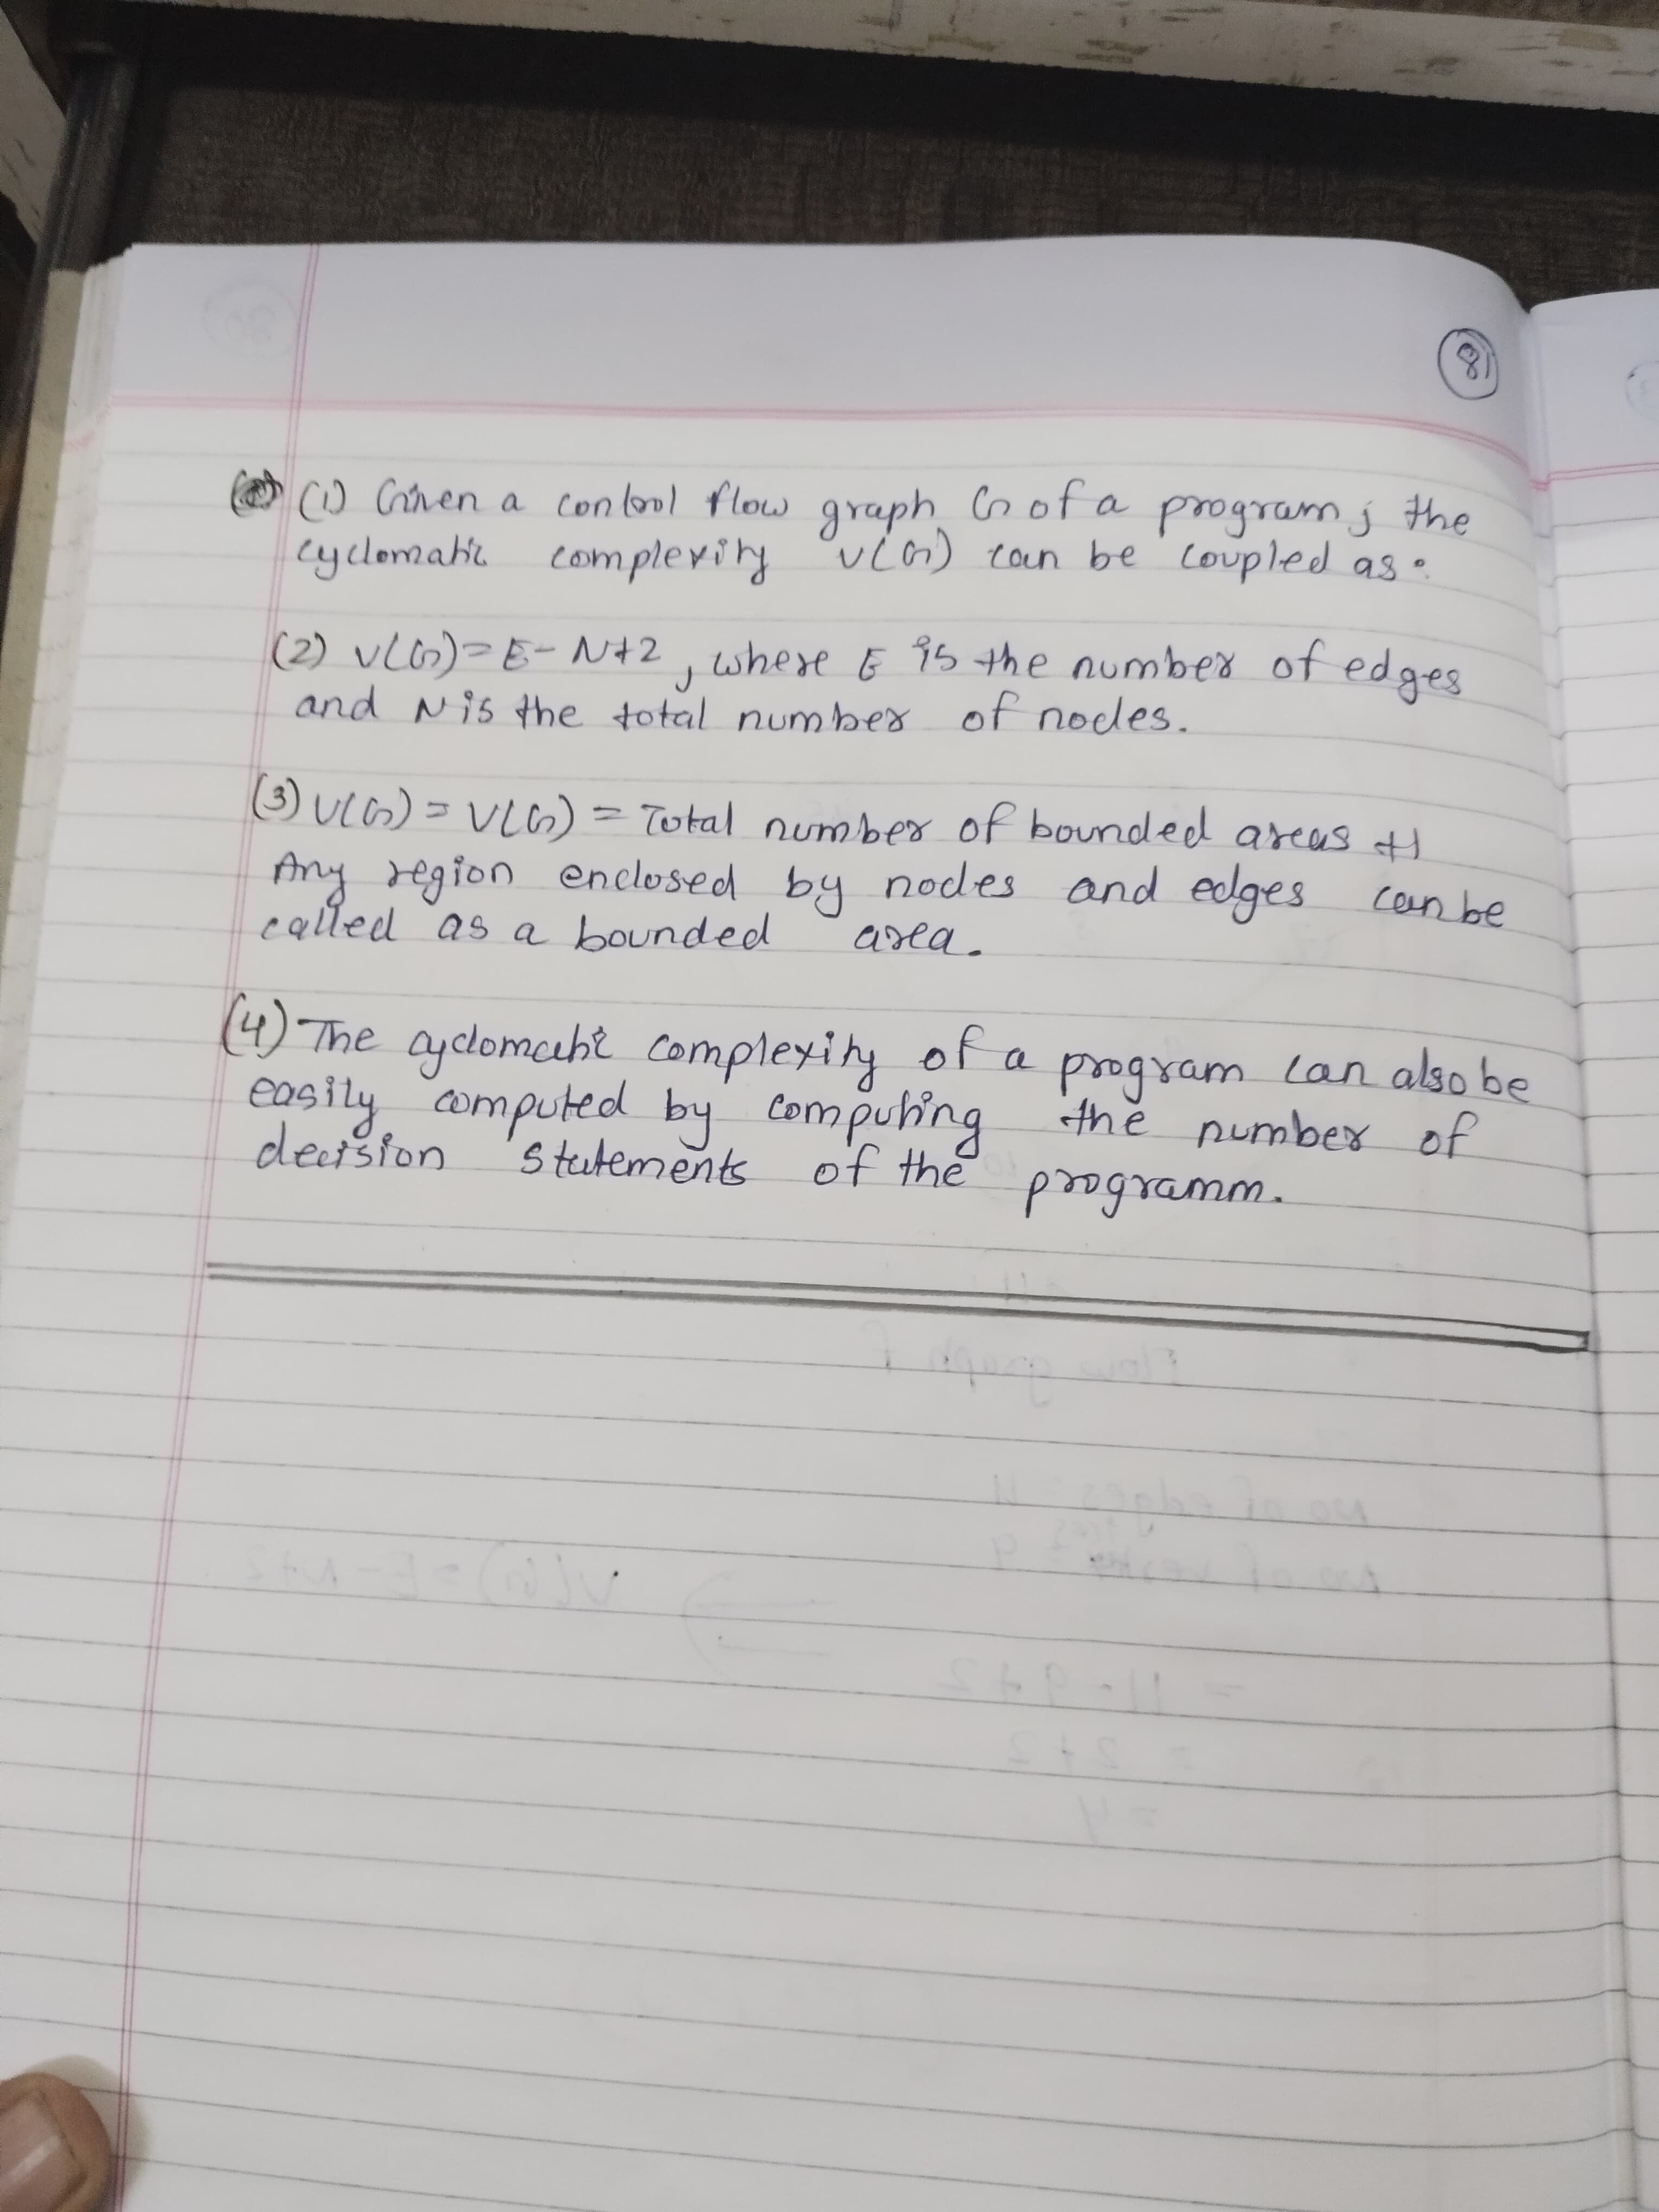 81
(1) Given a control flow graph G of a program; the
cyclomatic complexity V(G) can be coupled as:
(2) V(G)=E-N+2, where E is the number of edges
and N is the total number of nodes.
(3) V(G) = V(G) = Total number of bounded areas +1
Any region enclosed by nodes and edges can be
called as a bounded area.
(4) The cyclomatic complexity of a program can also be
easily computed by computing the number of
decision statements of the programm.